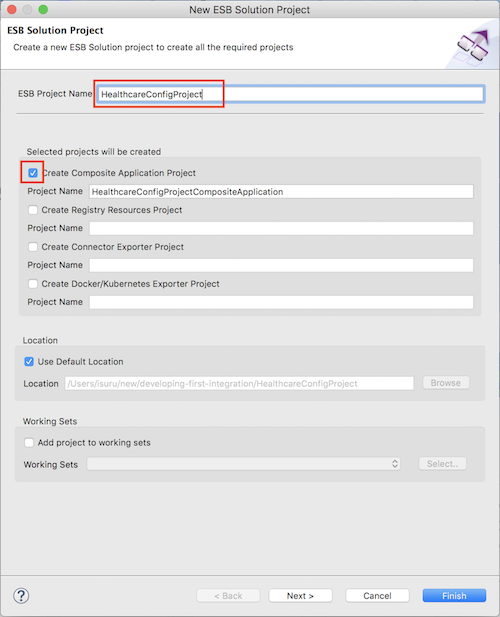 New ESB Solution Project
ESB Solution Project
Create a new ESB Solution project to create all the required projects
ESB Project Name HealthcareConfigProject
Selected projects will be created
Create Composite Application Project
Project Name HealthcareConfigProjectCompositeApplication
Create Registry Resources Project
Project Name
Create Connector Exporter Project
Project Name
Create Docker/Kubernetes Exporter Project
Project Name
Location
Use Default Location
Location /Users/isuru/new/developing-first-integration/HealthcareConfigProject Browse
Working Sets
Add project to working sets
Working Sets Select..
? < Back Next > Cancel Finish